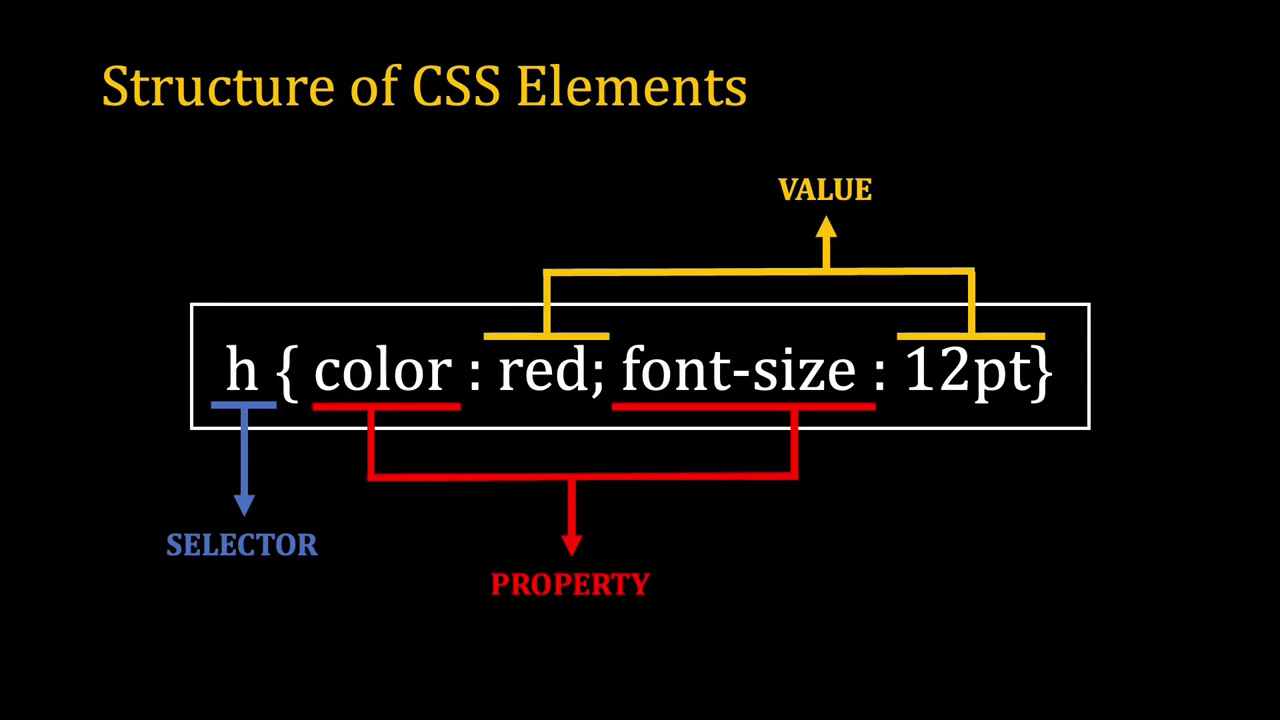 Structure of CSS Elements
VALUE
h { color : red; font-size : 12pt}
SELECTOR
PROPERTY